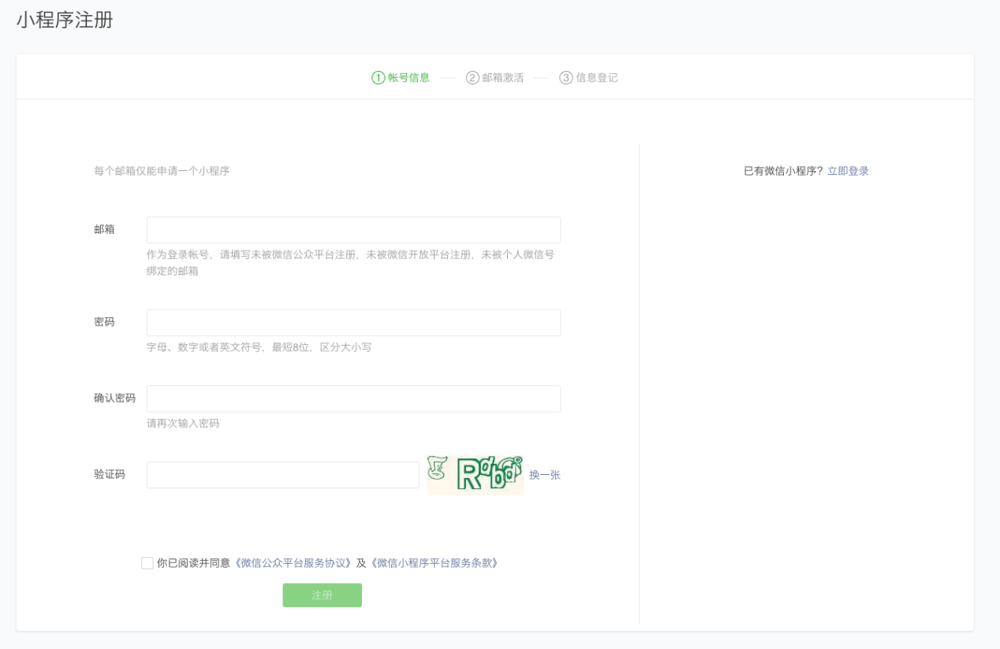 小程序注册
① 帐号信息 — ② 邮箱激活 — ③ 信息登记
每个邮箱仅能申请一个小程序
已有微信小程序？立即登录
邮箱
作为登录帐号，请填写未被微信公众平台注册，未被微信开放平台注册，未被个人微信号
绑定的邮箱
密码
字母、数字或者英文符号，最短8位，区分大小写
确认密码
请再次输入密码
验证码
换一张
你已阅读并同意《微信公众平台服务协议》及《微信小程序平台服务条款》
注册